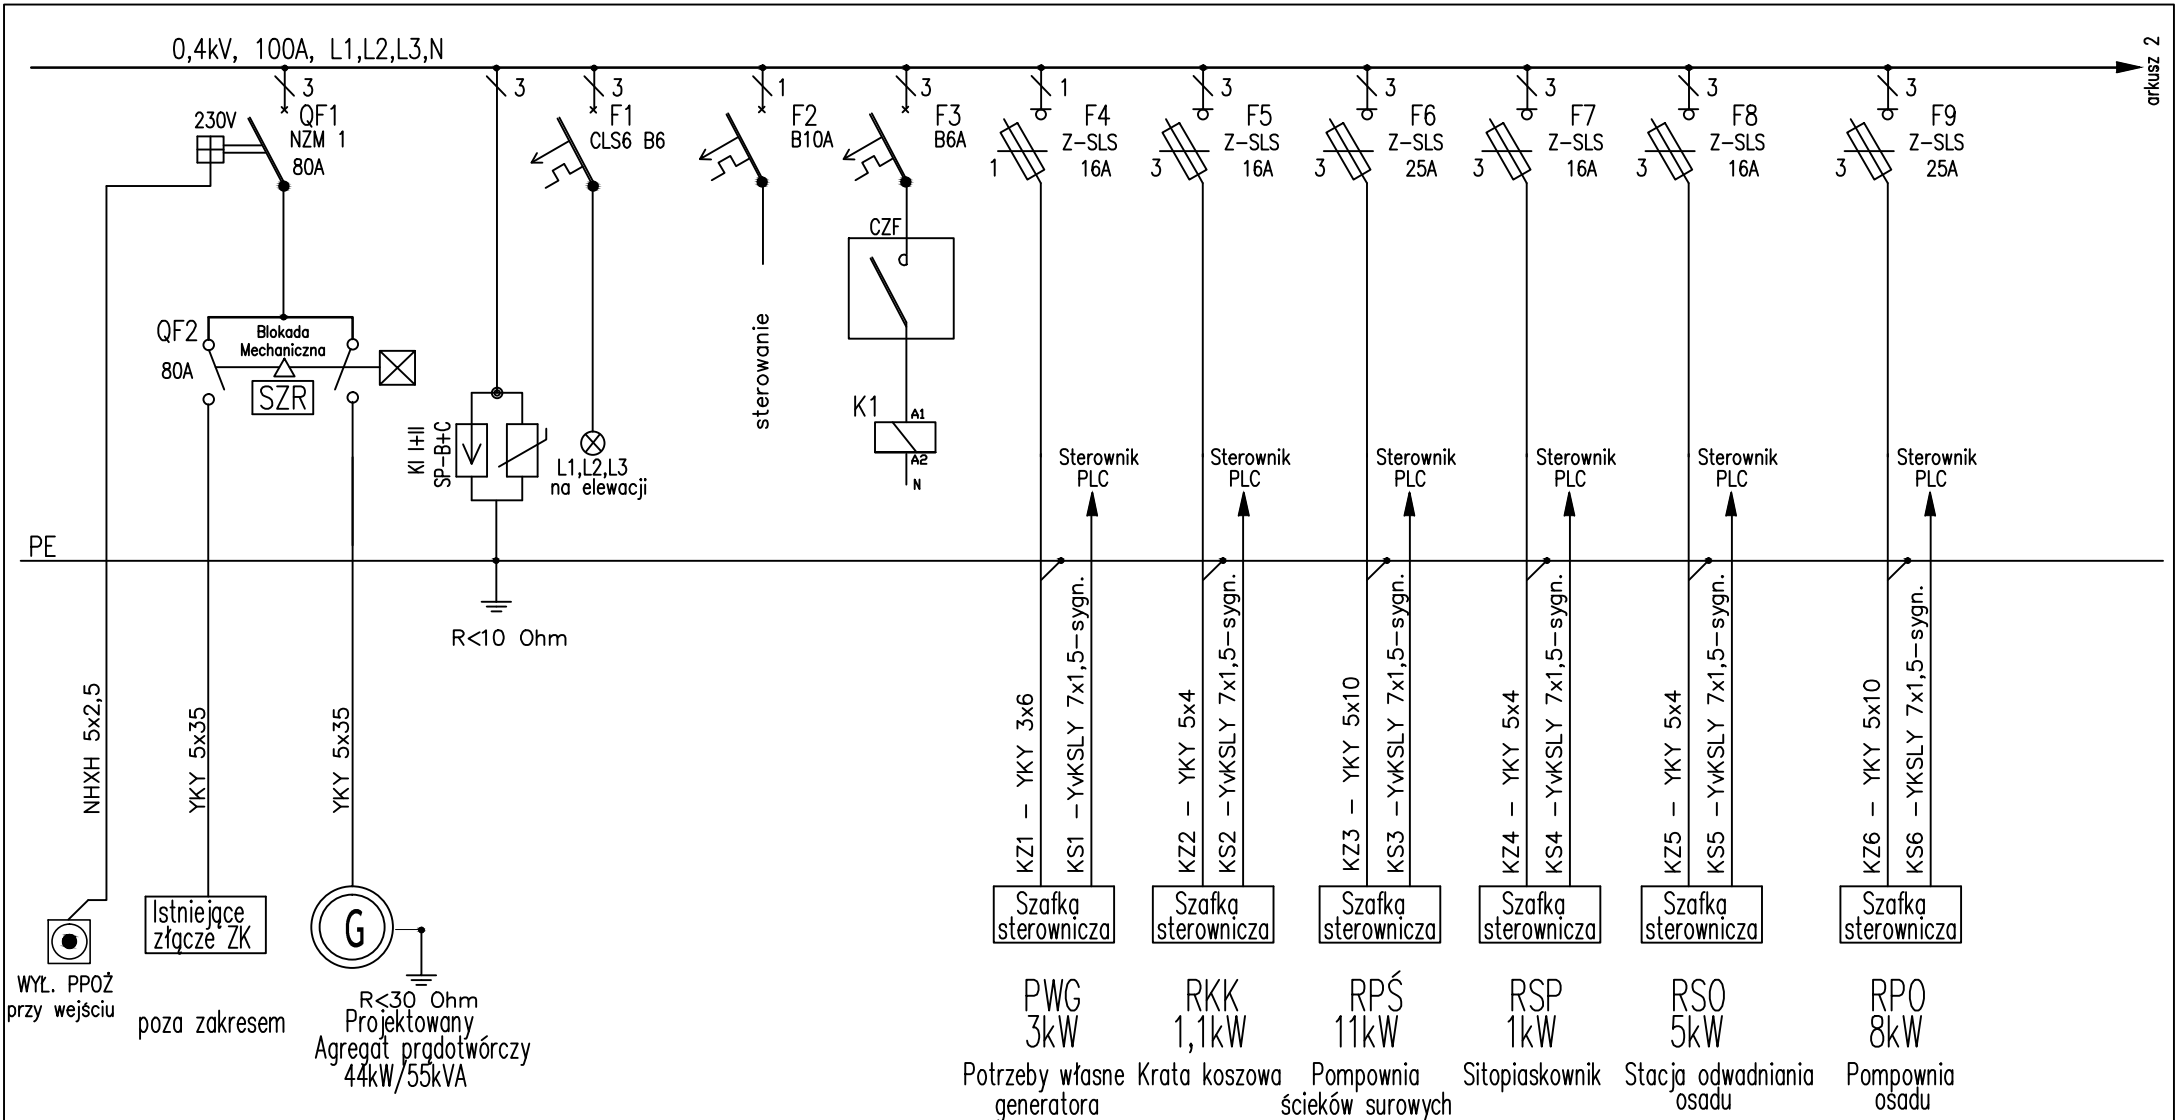 0,4kV, 100A, L1,L2,L3,N
arkusz 2
3
3
3
1
3
1
3
3
3
3
3
230V
QF1
NZM 1
80A
F1
CLS6 B6
F2
B10A
F3
B6A
F4
Z-SLS
16A
1
F5
Z-SLS
16A
3
F6
Z-SLS
25A
3
F7
Z-SLS
16A
3
F8
Z-SLS
16A
3
F9
Z-SLS
25A
3
CZF
QF2
80A
Blokada
Mechaniczna
SZR
sterowanie
K1
A1
A2
N
KI I+II
SP-B+C
L1,L2,L3
na elewacji
Sterownik
PLC
Sterownik
PLC
Sterownik
PLC
Sterownik
PLC
Sterownik
PLC
Sterownik
PLC
PE
R<10 Ohm
NHXH 5x2,5
YKY 5x35
YKY 5x35
KZ1 - YKY 3x6
KS1 -YvKSLY 7x1,5-sygn.
KZ2 - YKY 5x4
KS2 -YvKSLY 7x1,5-sygn.
KZ3 - YKY 5x10
KS3 -YvKSLY 7x1,5-sygn.
KZ4 - YKY 5x4
KS4 -YvKSLY 7x1,5-sygn.
KZ5 - YKY 5x4
KS5 -YvKSLY 7x1,5-sygn.
KZ6 - YKY 5x10
KS6 -YKSLY 7x1,5-sygn.
WYŁ. PPOŻ
przy wejściu
Istniejące
złącze ZK
poza zakresem
G
R<30 Ohm
Projektowany
Agregat prądotwórczy
44kW/55kVA
Szafka
sterownicza
PWG
3kW
Potrzeby własne
generatora
Szafka
sterownicza
RKK
1,1kW
Krata koszowa
Szafka
sterownicza
RPŚ
11kW
Pompownia
ścieków surowych
Szafka
sterownicza
RSP
1kW
Sitopiaskownik
Szafka
sterownicza
RSO
5kW
Stacja odwadniania
osadu
Szafka
sterownicza
RPO
8kW
Pompownia
osadu